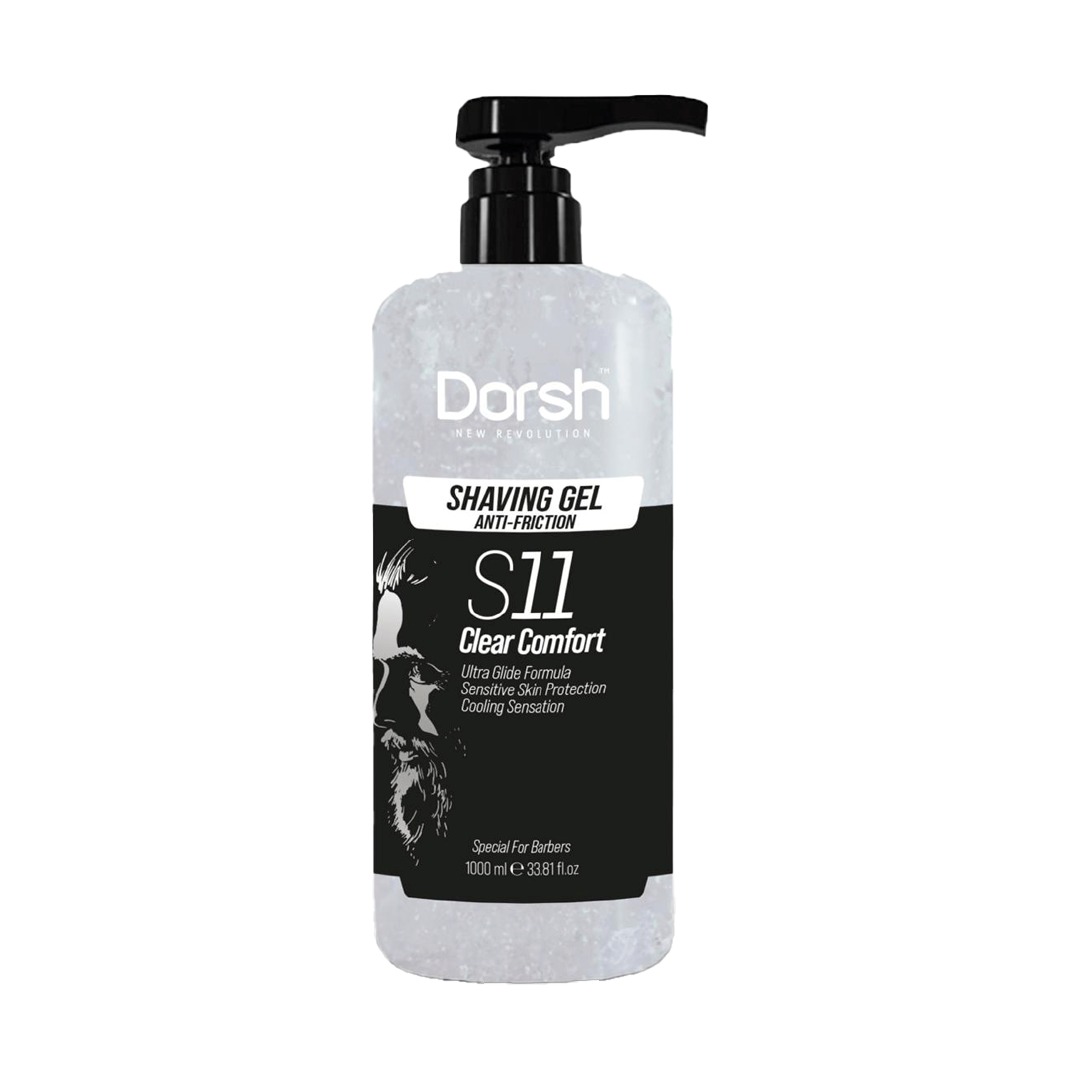 Dorsh™
NEW REVOLUTION
SHAVING GEL
ANTI-FRICTION
S11
Clear Comfort
Ultra Glide Formula
Sensitive Skin Protection
Cooling Sensation
Special For Barbers
1000 ml ℮ 33.81 fl.oz